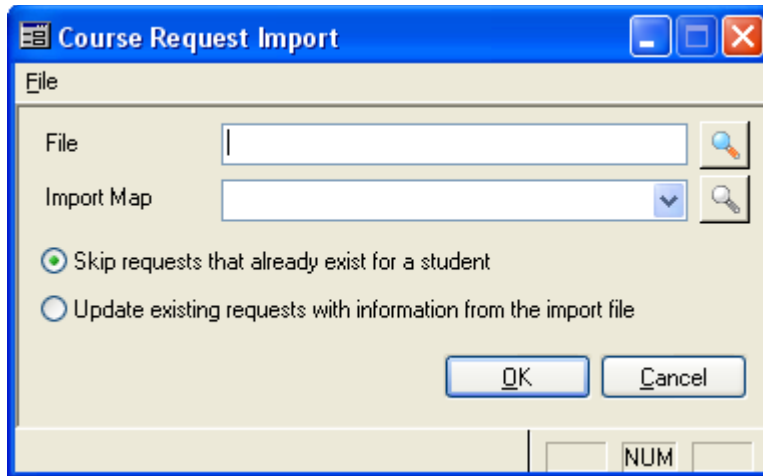 Course Request Import
File
File
Import Map
Skip requests that already exist for a student
Update existing requests with information from the import file
OK Cancel
NUM